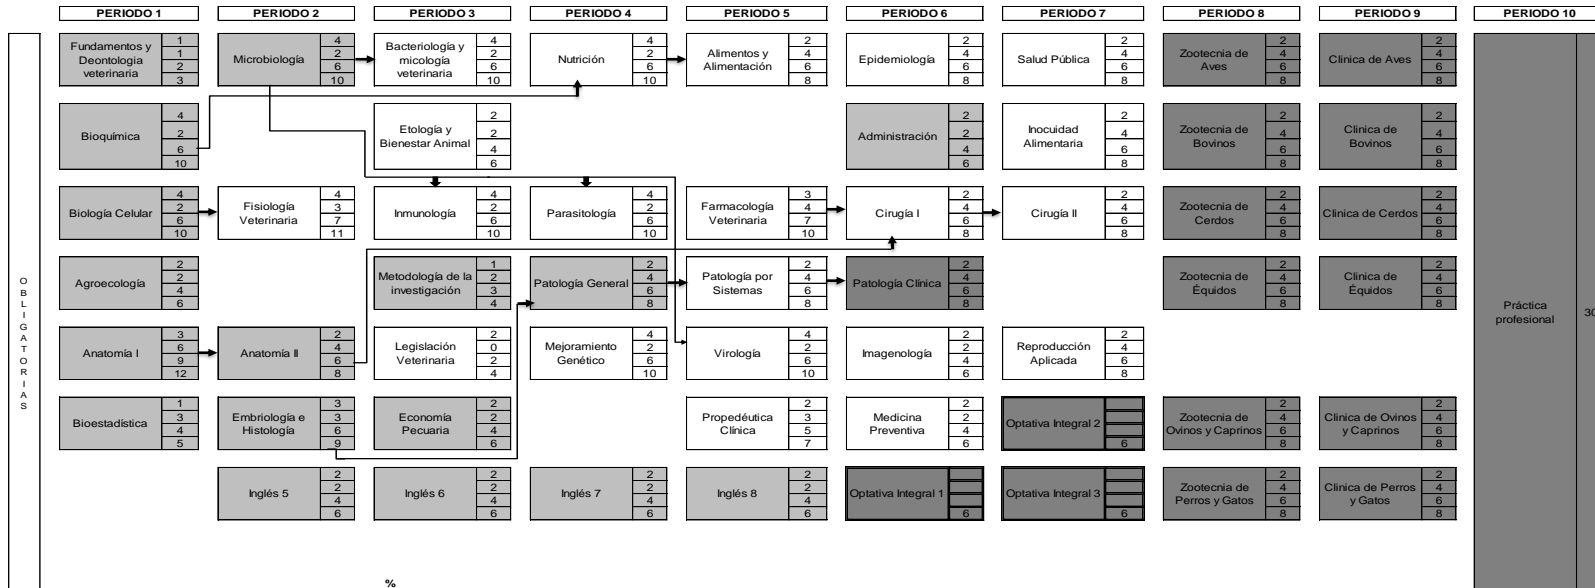 PERIODO 1 PERIODO 2 PERIODO 3 PERIODO 4 PERIODO 5 PERIODO 6 PERIODO 7 PERIODO 8 PERIODO 9 PERIODO 10
OBLIGATORIAS
Fundamentos y
Deontologia
veterinaria
1
1
2
3
Microbiología
4
2
6
10
Bacteriología y
micología
veterinaria
4
2
6
10
Nutrición
4
2
6
10
Alimentos y
Alimentación
2
4
6
8
Epidemiología
2
4
6
8
Salud Pública
2
4
6
8
Zootecnia de
Aves
2
4
6
8
Clinica de Aves
2
4
6
8
Bioquímica
4
2
6
10
Etología y
Bienestar Animal
2
2
4
6
Administración
2
2
4
6
Inocuidad
Alimentaria
2
4
6
8
Zootecnia de
Bovinos
2
4
6
8
Clinica de
Bovinos
2
4
6
8
Biología Celular
4
2
6
10
Fisiología
Veterinaria
4
3
7
11
Inmunología
4
2
6
10
Parasitología
4
2
6
10
Farmacología
Veterinaria
3
4
7
10
Cirugía I
2
4
6
8
Cirugía II
2
4
6
8
Zootecnia de
Cerdos
2
4
6
8
Clinica de Cerdos
2
4
6
8
Agroecología
2
2
4
6
Metodología de la
investigación
1
2
3
4
Patología General
2
4
6
8
Patología por
Sistemas
2
4
6
8
Patología Clínica
2
4
6
8
Zootecnia de
Équidos
2
4
6
8
Clinica de
Équidos
2
4
6
8
Práctica
profesional
30
Anatomía I
3
6
9
12
Anatomía II
2
4
6
8
Legislación
Veterinaria
2
0
2
4
Mejoramiento
Genético
4
2
6
10
Virología
4
2
6
10
Imagenología
2
2
4
6
Reproducción
Aplicada
2
4
6
8
Bioestadística
1
3
4
5
Embriología e
Histología
3
3
6
9
Economía
Pecuaria
2
2
4
6
Propedéutica
Clínica
2
3
5
7
Medicina
Preventiva
2
2
4
6
Optativa Integral 2
6
Zootecnia de
Ovinos y Caprinos
2
4
6
8
Clinica de Ovinos
y Caprinos
2
4
6
8
Inglés 5
2
2
4
6
Inglés 6
2
2
4
6
Inglés 7
2
2
4
6
Inglés 8
2
2
4
6
Optativa Integral 1
6
Optativa Integral 3
6
Zootecnia de
Perros y Gatos
2
4
6
8
Clinica de Perros
y Gatos
2
4
6
8
%